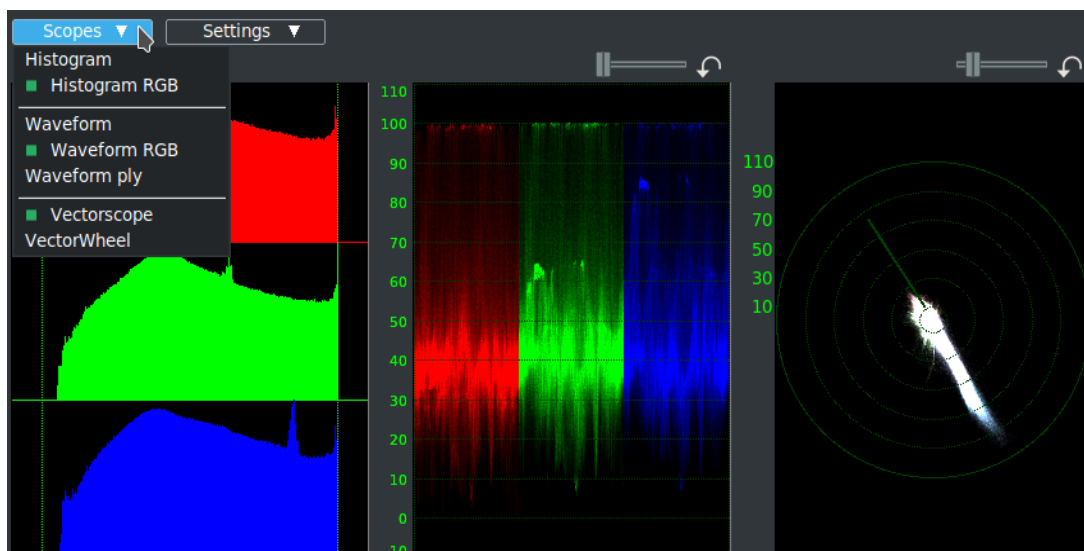 Scopes ▼ Settings ▼
Histogram
Histogram RGB
Waveform
Waveform RGB
Waveform ply
Vectorscope
VectorWheel
110
100
90
80
70
60
50
40
30
20
10
0
-10
110
90
70
50
30
10